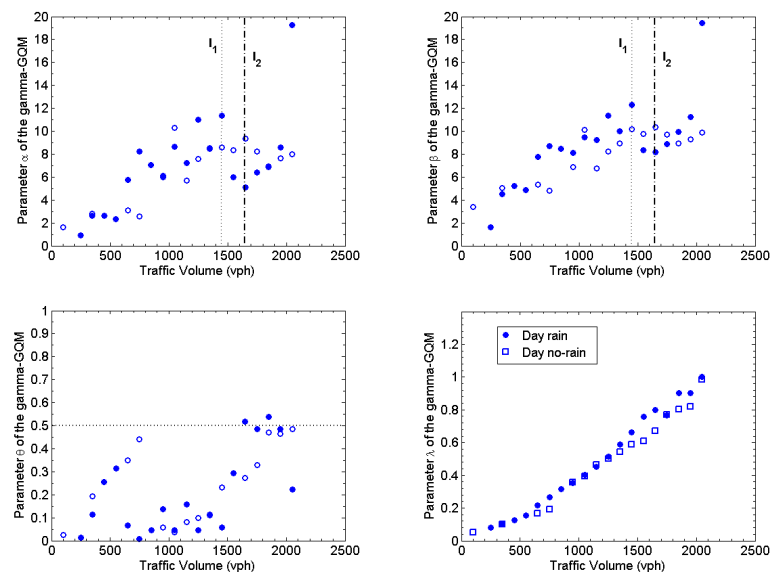 20
18
16
14
12
10
8
6
4
2
0
0 500 1000 1500 2000 2500
Parameter α of the gamma-GQM
Traffic Volume (vph)
I1
I2
20
18
16
14
12
10
8
6
4
2
0
0 500 1000 1500 2000 2500
Parameter β of the gamma-GQM
Traffic Volume (vph)
I1
I2
1
0.9
0.8
0.7
0.6
0.5
0.4
0.3
0.2
0.1
0
0 500 1000 1500 2000 2500
Parameter θ of the gamma-GQM
Traffic Volume (vph)
1.2
1
0.8
0.6
0.4
0.2
0
0 500 1000 1500 2000 2500
Parameter λ of the gamma-GQM
Traffic Volume (vph)
Day rain
Day no-rain